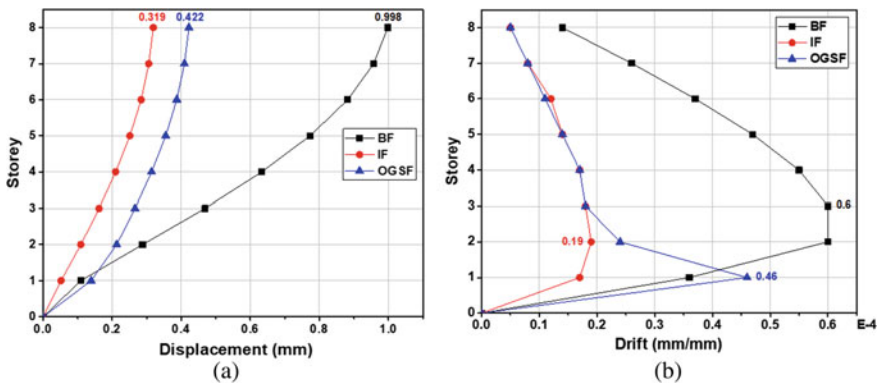 0.319 0.422 0.998
8
7
6
5
4
3
2
1
0
Storey
BF
IF
OGSF
0.0 0.2 0.4 0.6 0.8 1.0
Displacement (mm)
(a)
8
7
6
5
4
3
2
1
0
Storey
BF
IF
OGSF
0.6
0.19
0.46
0.0 0.1 0.2 0.3 0.4 0.5 0.6 E-4
Drift (mm/mm)
(b)